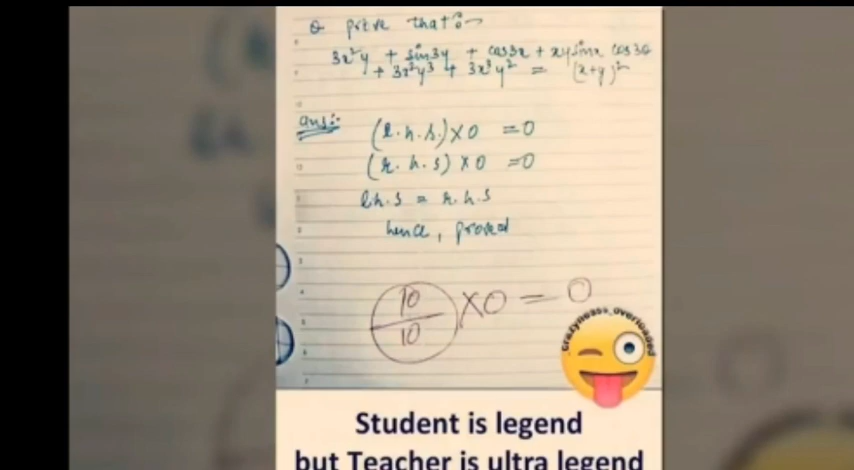 Q prove that :-
3x²y + sin3y + cos3x + xy sinx cos3θ
+ 3x²y³ + 3x³y² = (x+y)²
ans:-
(l.h.s.)×0 =0
(r.h.s)×0 =0
lh.s = r.h.s
hence, proved
10/10 ×0 = 0
crazyness_overloaded
Student is legend
but Teacher is ultra legend